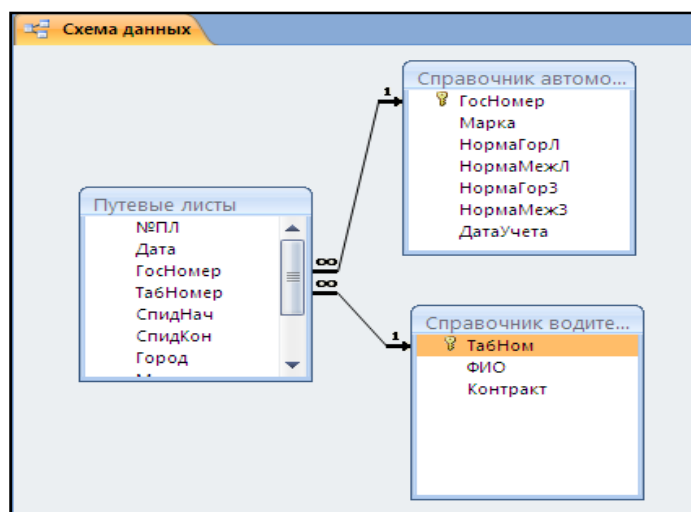 Схема данных
Справочник автомо...
1
ГосНомер
Марка
НормаГорЛ
НормаМежЛ
НормаГорЗ
НормаМежЗ
ДатаУчета
Путевые листы
№ПЛ
Дата
ГосНомер
ТабНомер
СпидНач
СпидКон
Город
∞
∞
Справочник водите...
1
ТабНом
ФИО
Контракт